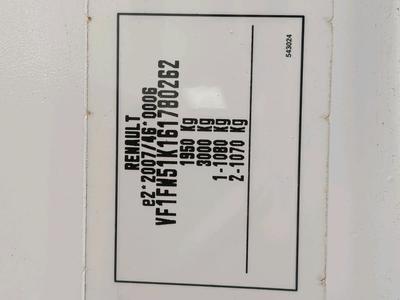 RENAULT
e2*2007/46*0006
VF1FW51K161780262
1950 Kg
3000 Kg
1-1080 Kg
2-1070 Kg
543024